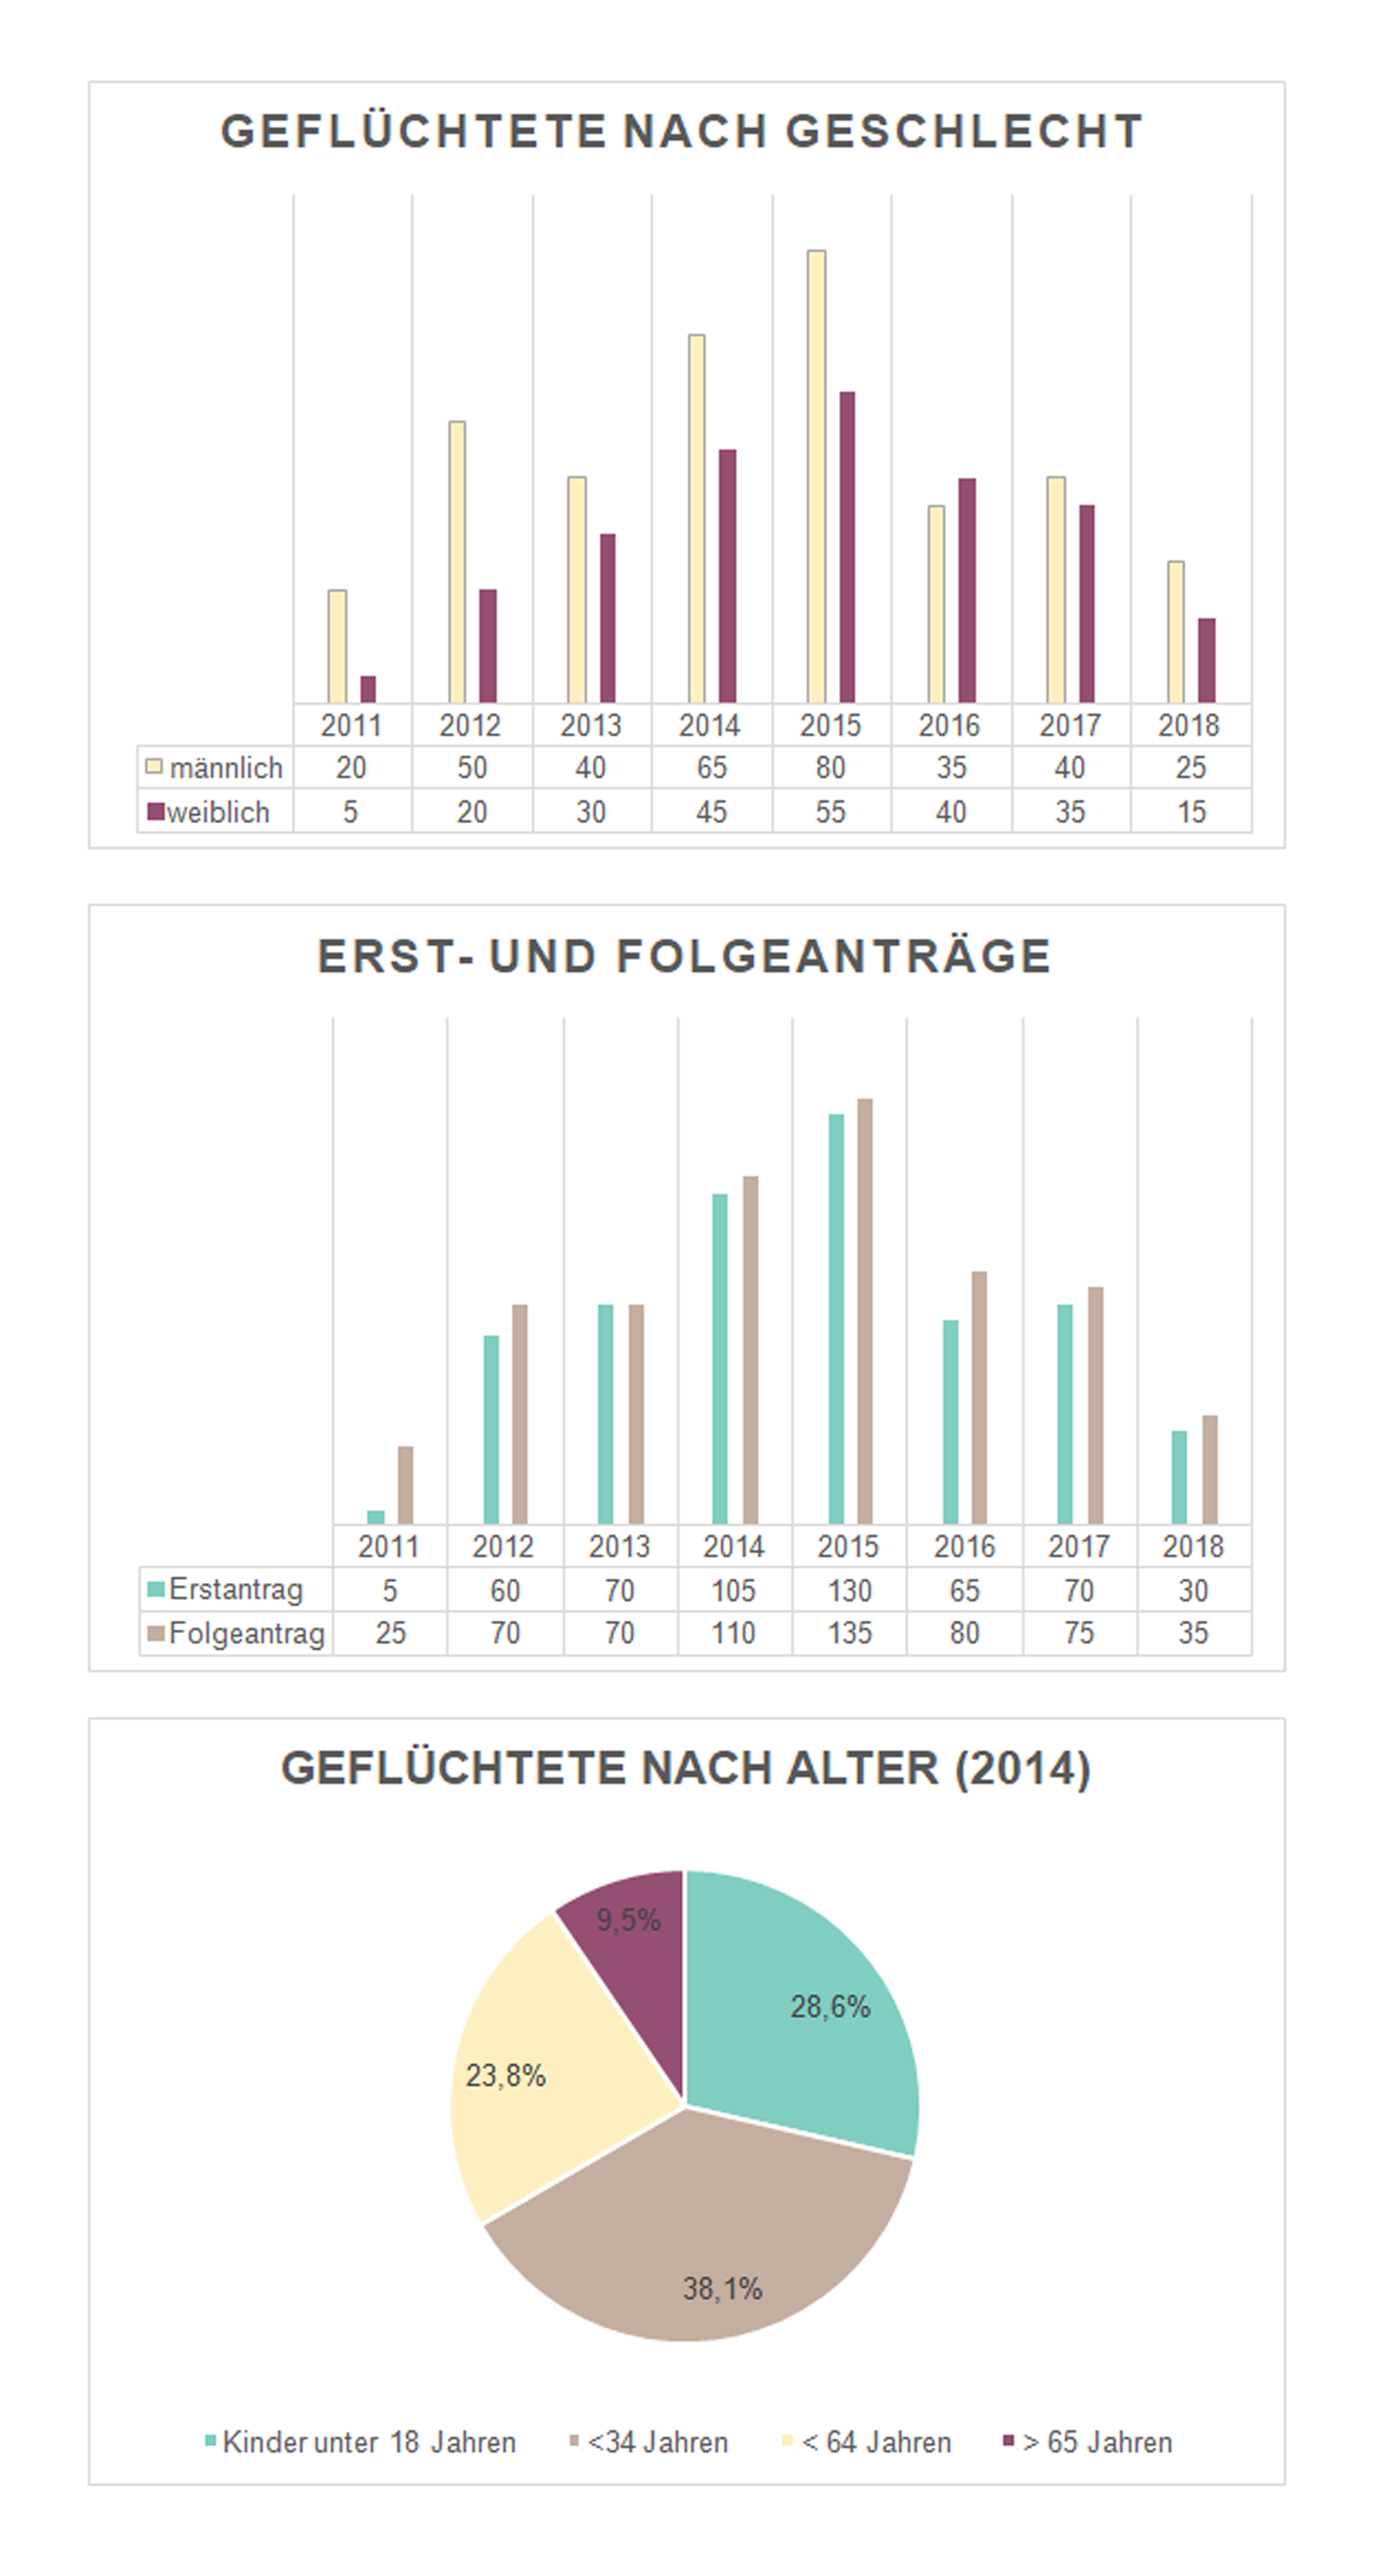 GEFLÜCHTETE NACH GESCHLECHT
2011 2012 2013 2014 2015 2016 2017 2018
männlich 20 50 40 65 80 35 40 25
weiblich 5 20 30 45 55 40 35 15
ERST- UND FOLGEANTRÄGE
2011 2012 2013 2014 2015 2016 2017 2018
Erstantrag 5 60 70 105 130 65 70 30
Folgeantrag 25 70 70 110 135 80 75 35
GEFLÜCHTETE NACH ALTER (2014)
9,5%
28,6%
23,8%
38,1%
Kinder unter 18 Jahren <34 Jahren < 64 Jahren > 65 Jahren